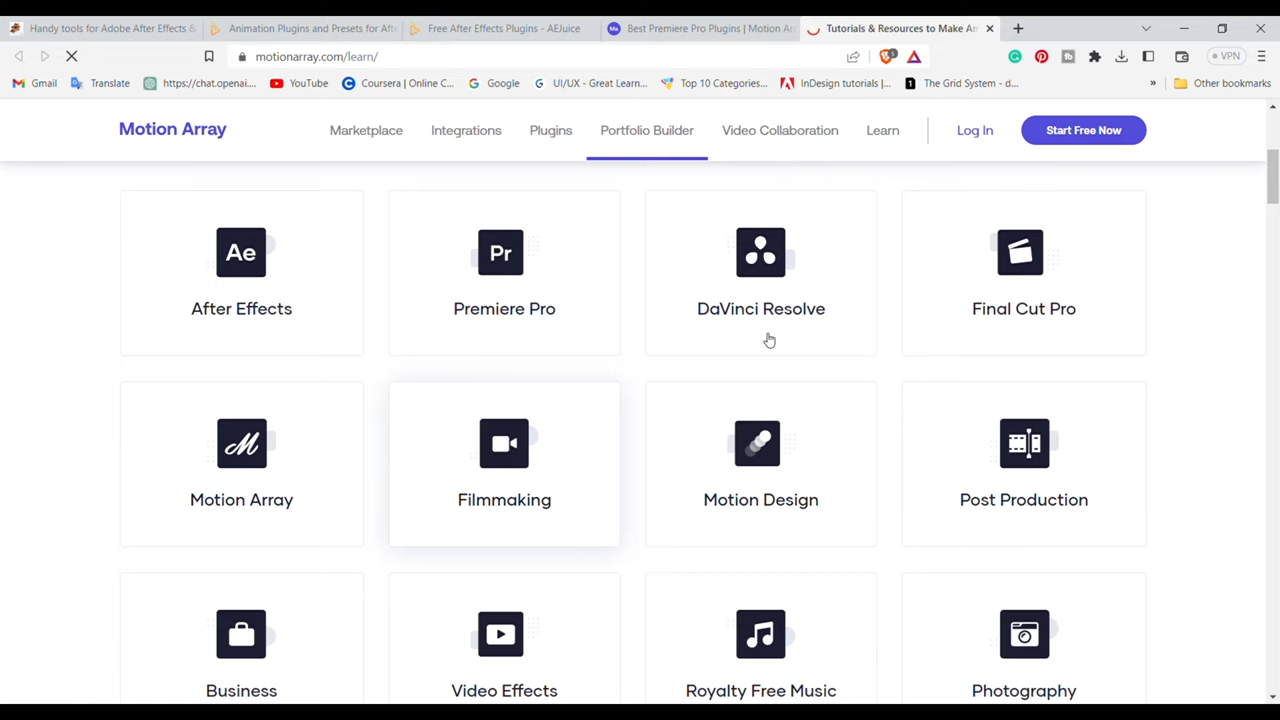 Handy tools for Adobe After Effects &
Animation Plugins and Presets for Aft
Free After Effects Plugins - AEJuice
Me
Best Premiere Pro Plugins | Motion Arr
Tutorials & Resources to Make Am
motionarray.com/learn/
5
VPN
Gmail
Translate
https://chat.openai....
YouTube
Coursera | Online C...
Google
UI/UX - Great Learn...
Top 10 Categories...
InDesign tutorials |...
The Grid System - d...
»
Other bookmarks
Motion Array
Marketplace
Integrations
Plugins
Portfolio Builder
Video Collaboration
Learn
Log In
Start Free Now
Ae
Pr
After Effects
Premiere Pro
DaVinci Resolve
Final Cut Pro
Motion Array
Filmmaking
Motion Design
Post Production
Business
Video Effects
Royalty Free Music
Photography